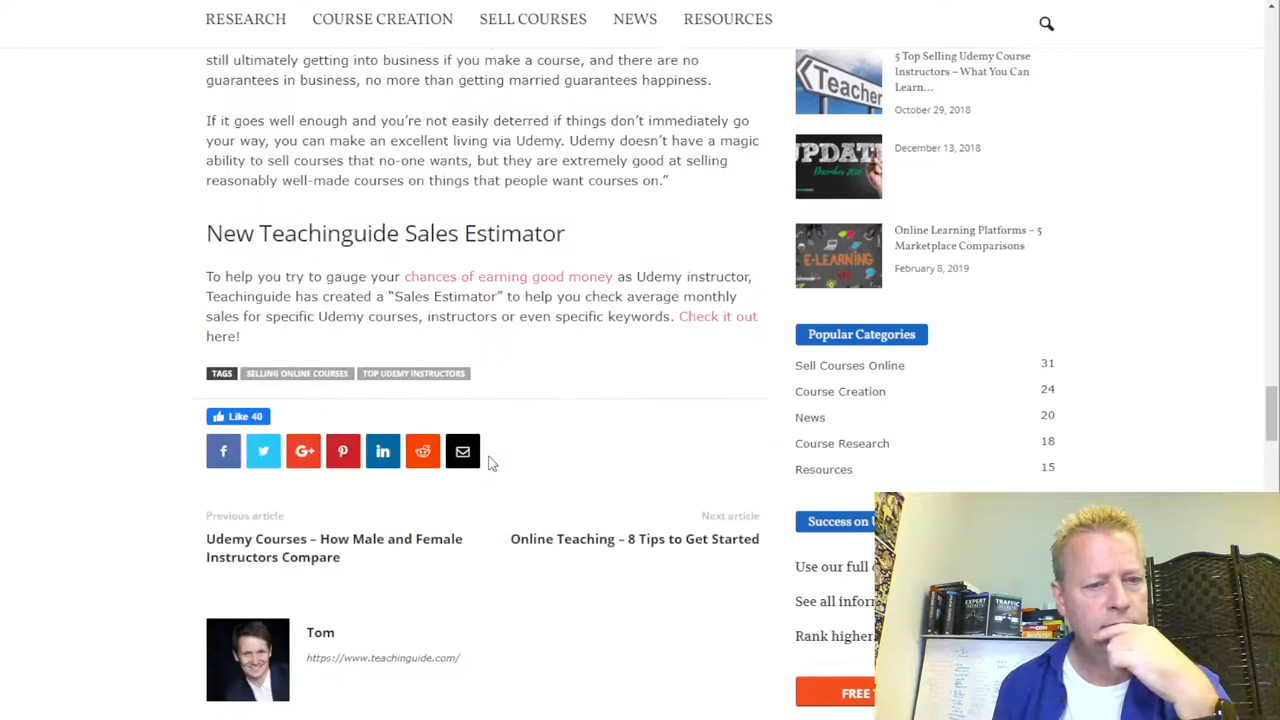 RESEARCH COURSE CREATION SELL COURSES NEWS RESOURCES
still ultimately getting into business if you make a course, and there are no
guarantees in business, no more than getting married guarantees happiness.
If it goes well enough and you're not easily deterred if things don't immediately go
your way, you can make an excellent living via Udemy. Udemy doesn't have a magic
ability to sell courses that no-one wants, but they are extremely good at selling
reasonably well-made courses on things that people want courses on.”
New Teachinguide Sales Estimator
To help you try to gauge your chances of earning good money as Udemy instructor,
Teachinguide has created a “Sales Estimator” to help you check average monthly
sales for specific Udemy courses, instructors or even specific keywords. Check it out
here!
TAGS SELLING ONLINE COURSES TOP UDEMY INSTRUCTORS
Like 40
Previous article
Udemy Courses – How Male and Female
Instructors Compare
Next article
Online Teaching – 8 Tips to Get Started
Tom
https://www.teachinguide.com/
Teacher
5 Top Selling Udemy Course
Instructors – What You Can
Learn...
October 29, 2018
UPDAT
December 2018
December 13, 2018
E-LEARNING
Online Learning Platforms – 5
Marketplace Comparisons
February 8, 2019
Popular Categories
Sell Courses Online 31
Course Creation 24
News 20
Course Research 18
Resources 15
Success on
Use our full
See all infor
Rank higher
FREE
EXPERT
SECRETS
TRAFFIC
SECRETS